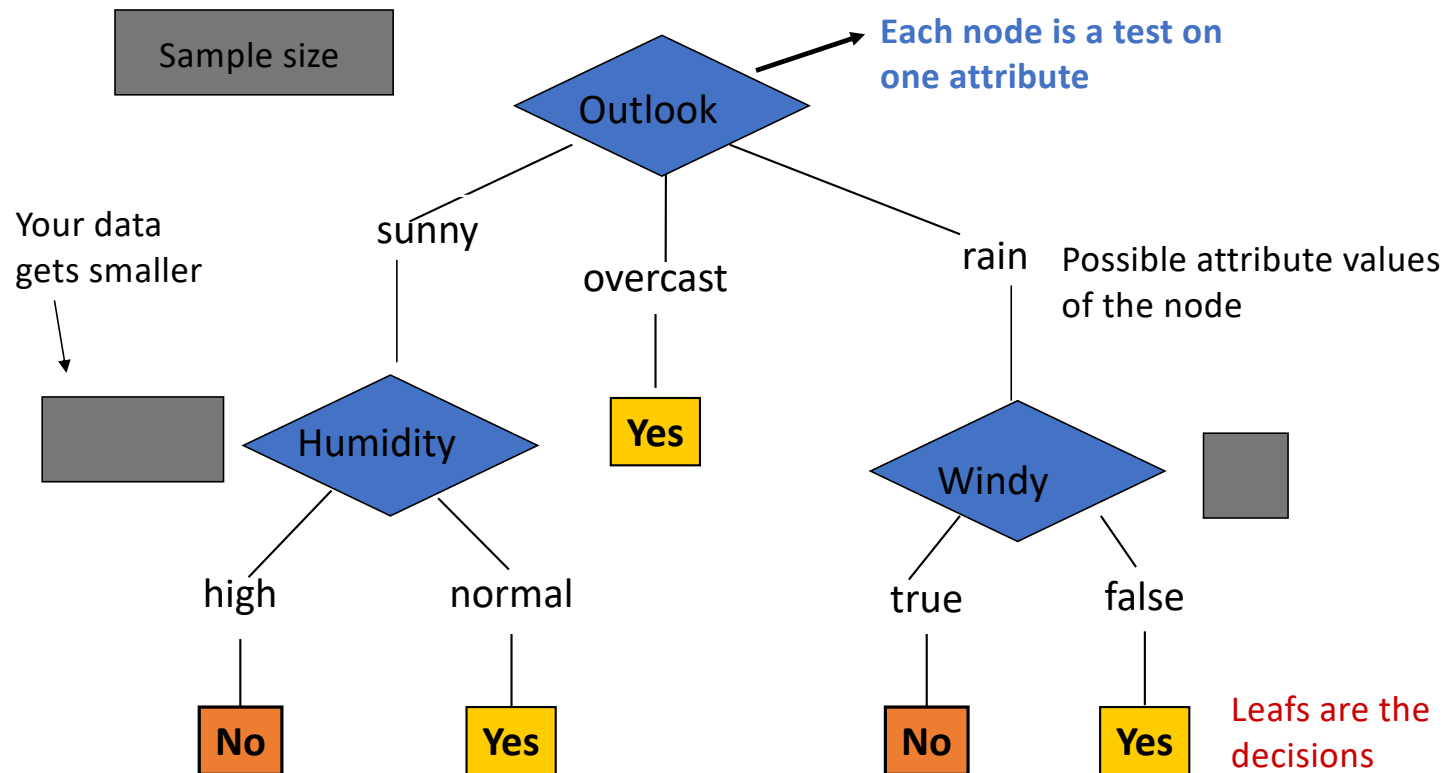 Sample size
Each node is a test on
one attribute
Outlook
Your data
gets smaller
sunny
overcast
rain
Possible attribute values
of the node
Humidity
Yes
Windy
high
normal
true
false
No
Yes
No
Yes
Leafs are the
decisions